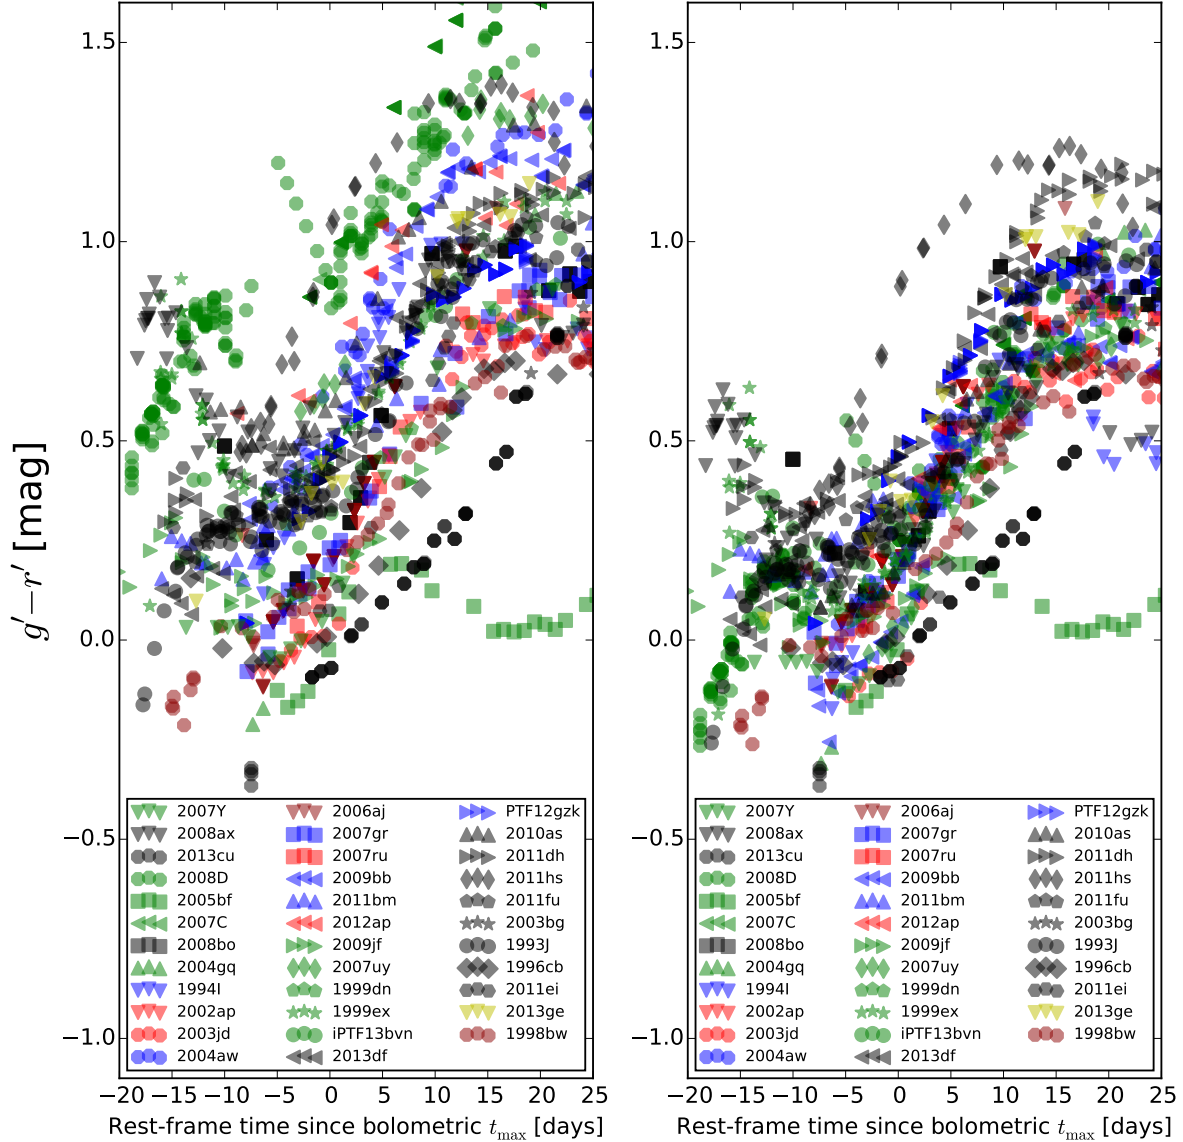 1.5
1.0
0.5
0.0
−0.5
−1.0
g′−r′ [mag]
2007Y
2008ax
2013cu
2008D
2005bf
2007C
2008bo
2004gq
1994I
2002ap
2003jd
2004aw
2006aj
2007gr
2007ru
2009bb
2011bm
2012ap
2009jf
2007uy
1999dn
1999ex
iPTF13bvn
2013df
PTF12gzk
2010as
2011dh
2011hs
2011fu
2003bg
1993J
1996cb
2011ei
2013ge
1998bw
−20 −15 −10 −5 0 5 10 15 20 25
Rest-frame time since bolometric tmax [days]
1.5
1.0
0.5
0.0
−0.5
−1.0
2007Y
2008ax
2013cu
2008D
2005bf
2007C
2008bo
2004gq
1994I
2002ap
2003jd
2004aw
2006aj
2007gr
2007ru
2009bb
2011bm
2012ap
2009jf
2007uy
1999dn
1999ex
iPTF13bvn
2013df
PTF12gzk
2010as
2011dh
2011hs
2011fu
2003bg
1993J
1996cb
2011ei
2013ge
1998bw
−20 −15 −10 −5 0 5 10 15 20 25
Rest-frame time since bolometric tmax [days]